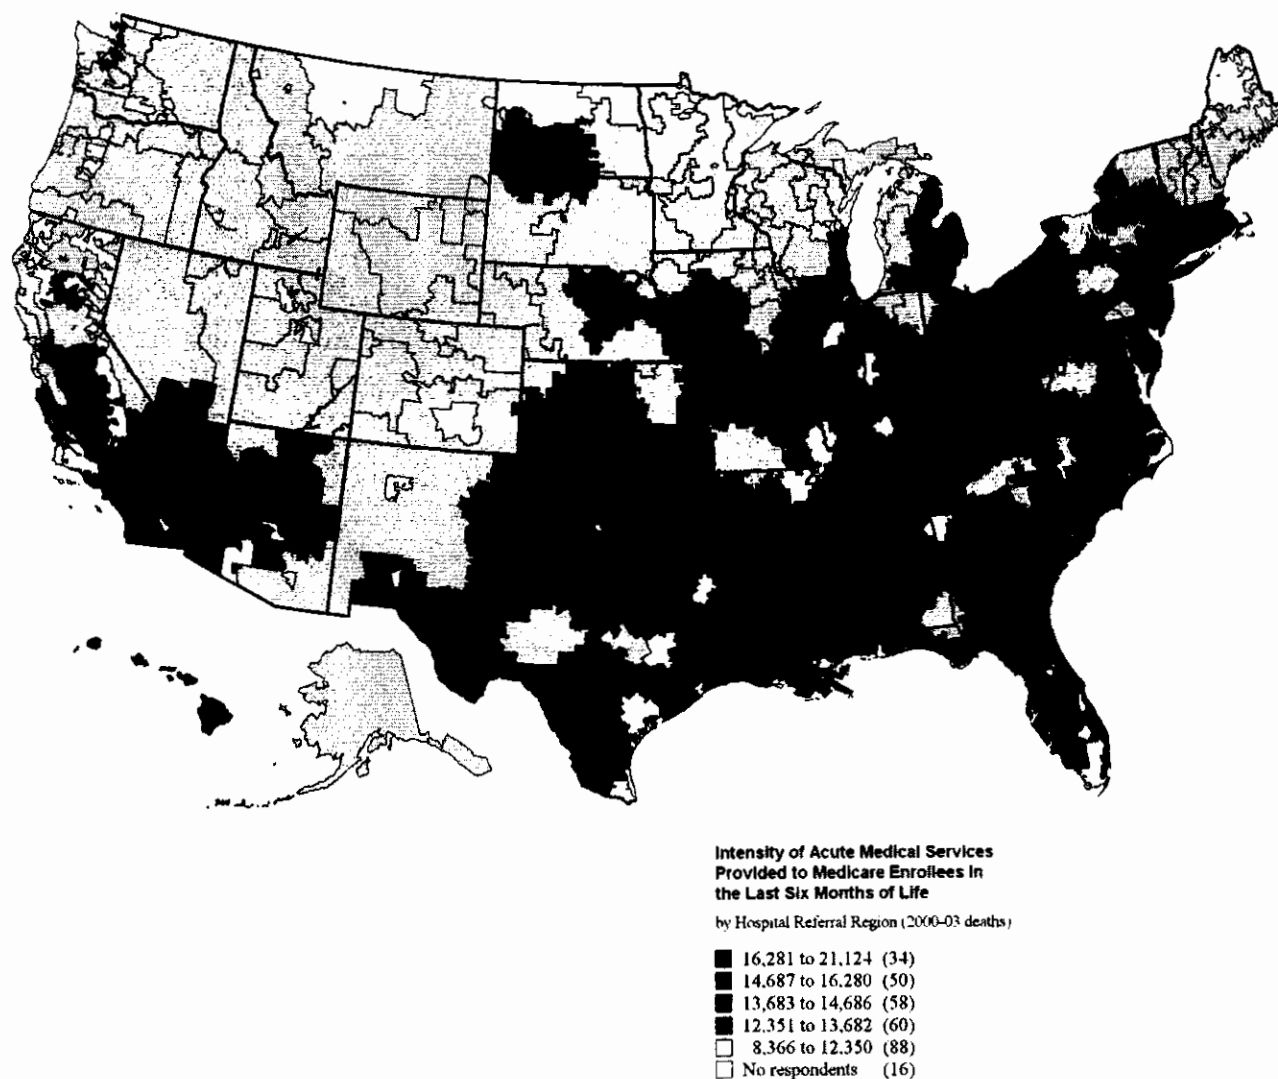 Intensity of Acute Medical Services
Provided to Medicare Enrollees in
the Last Six Months of Life
by Hospital Referral Region (2000-03 deaths)
16,281 to 21,124 (34)
14,687 to 16,280 (50)
13,683 to 14,686 (58)
12,351 to 13,682 (60)
8,366 to 12,350 (88)
No respondents (16)